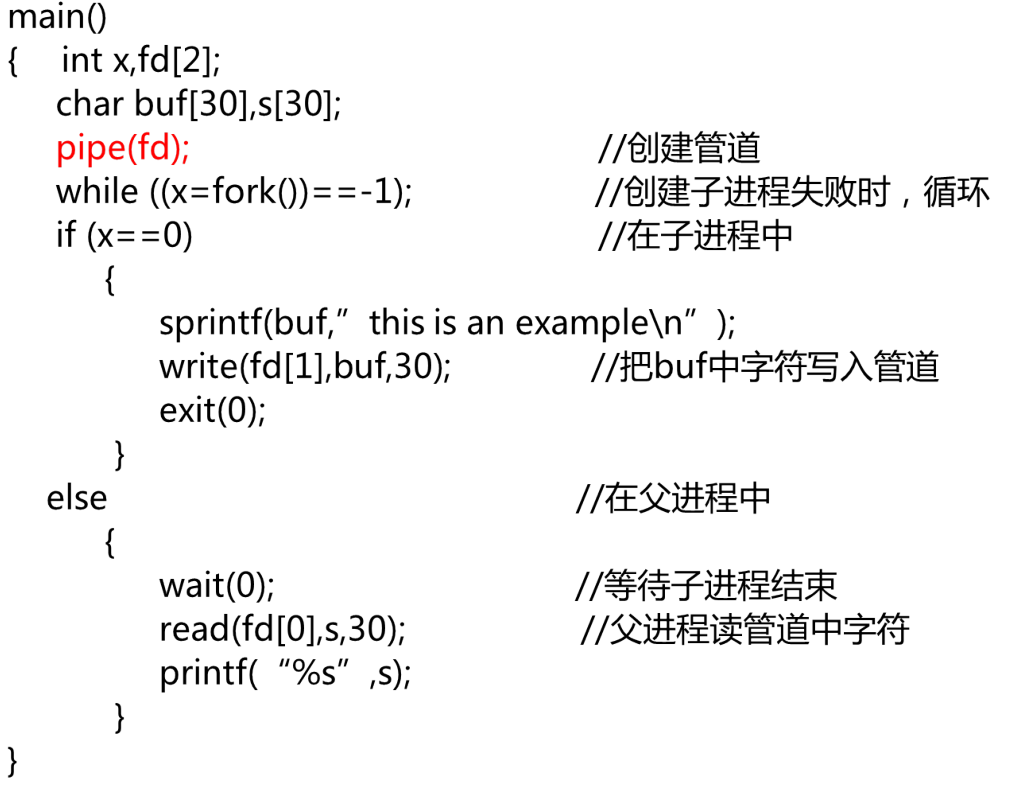 main()
{ int x,fd[2];
char buf[30],s[30];
pipe(fd); //创建管道
while ((x=fork())==-1); //创建子进程失败时，循环
if (x==0) //在子进程中
{
sprintf(buf,”this is an example\n”);
write(fd[1],buf,30); //把buf中字符写入管道
exit(0);
}
else //在父进程中
{
wait(0); //等待子进程结束
read(fd[0],s,30); //父进程读管道中字符
printf(“%s”,s);
}
}